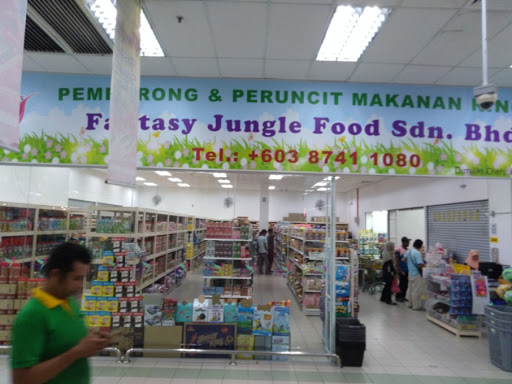 PEMBORONG & PERUNCIT MAKANAN
Fantasy Jungle Food Sdn. Bhd
Tel.: +603 8741 1080